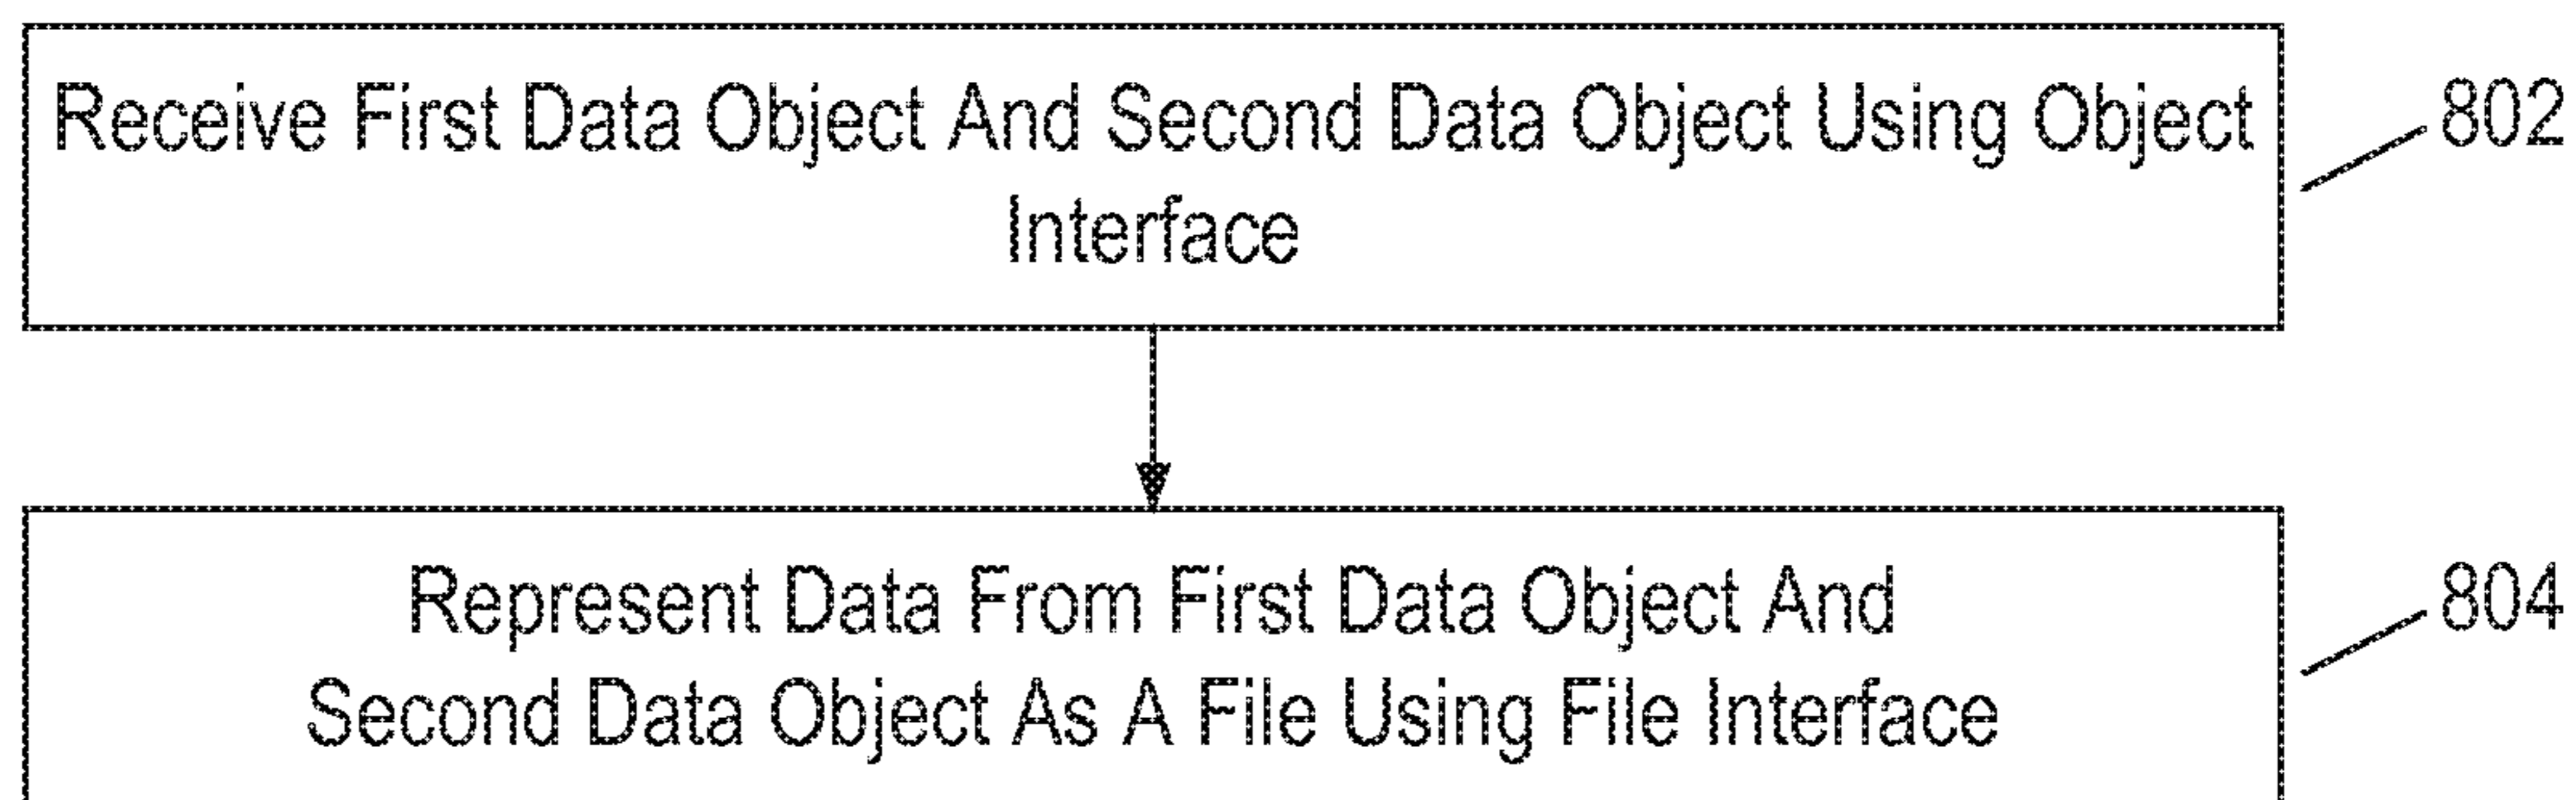 Receive First Data Object And Second Data Object Using Object
Interface
802
Represent Data From First Data Object And
Second Data Object As A File Using File Interface
804